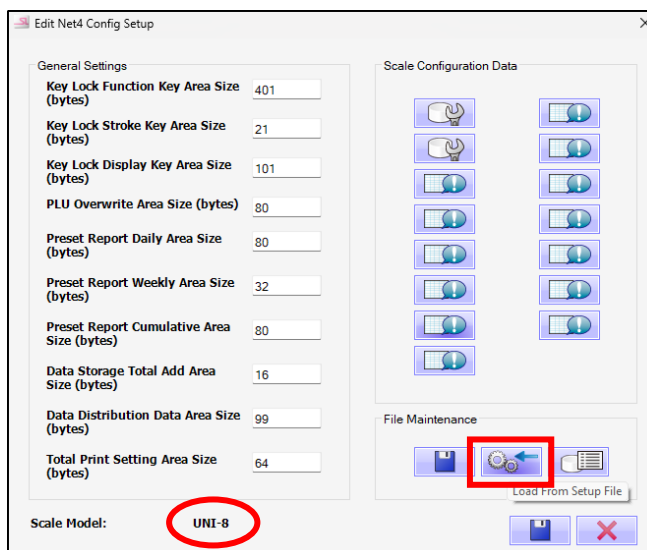 Edit Net4 Config Setup
General Settings
Key Lock Function Key Area Size
(bytes)
401
Key Lock Stroke Key Area Size
(bytes)
21
Key Lock Display Key Area Size
(bytes)
101
PLU Overwrite Area Size (bytes)
80
Preset Report Daily Area Size
(bytes)
80
Preset Report Weekly Area Size
(bytes)
32
Preset Report Cumulative Area
Size (bytes)
80
Data Storage Total Add Area
Size (bytes)
16
Data Distribution Data Area Size
(bytes)
99
Total Print Setting Area Size
(bytes)
64
Scale Model: UNI-8
Scale Configuration Data
File Maintenance
Load From Setup File